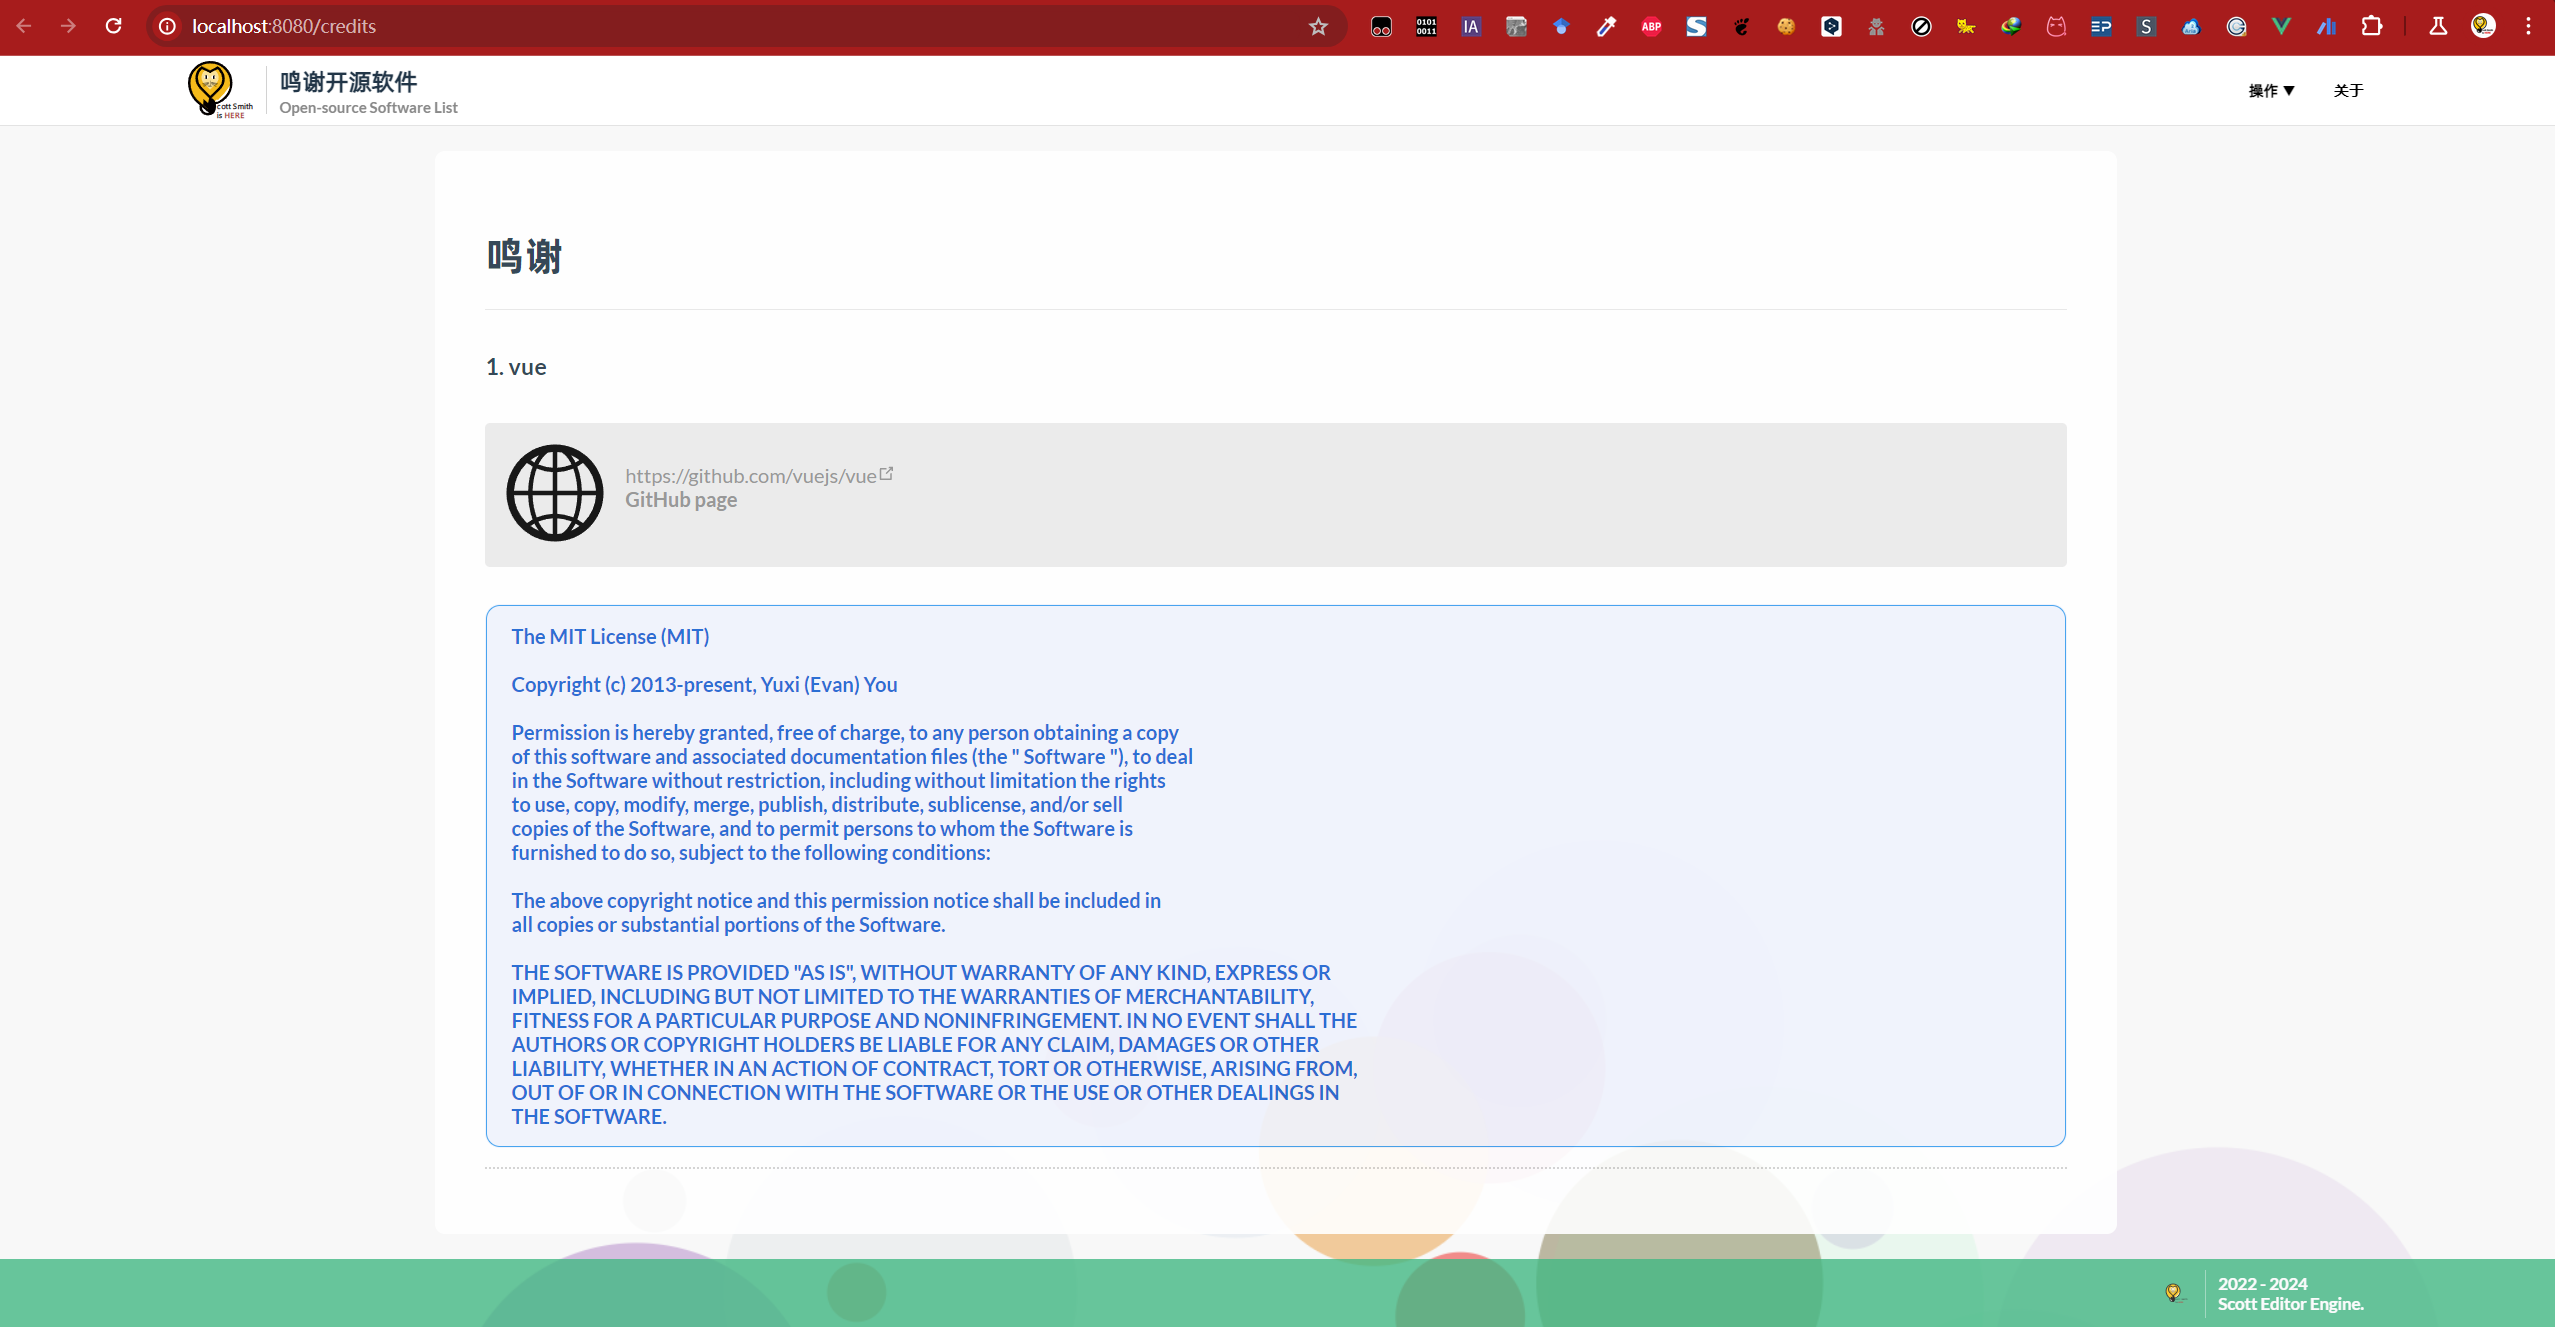 localhost:8080/credits
0101
0011
IA
ABP
EP
S
cott Smith
is HERE
鸣谢开源软件
Open-source Software List
操作 ▼
关于
鸣谢
1. vue
https://github.com/vuejs/vue
GitHub page
The MIT License (MIT)
Copyright (c) 2013-present, Yuxi (Evan) You
Permission is hereby granted, free of charge, to any person obtaining a copy
of this software and associated documentation files (the " Software "), to deal
in the Software without restriction, including without limitation the rights
to use, copy, modify, merge, publish, distribute, sublicense, and/or sell
copies of the Software, and to permit persons to whom the Software is
furnished to do so, subject to the following conditions:
The above copyright notice and this permission notice shall be included in
all copies or substantial portions of the Software.
THE SOFTWARE IS PROVIDED "AS IS", WITHOUT WARRANTY OF ANY KIND, EXPRESS OR
IMPLIED, INCLUDING BUT NOT LIMITED TO THE WARRANTIES OF MERCHANTABILITY,
FITNESS FOR A PARTICULAR PURPOSE AND NONINFRINGEMENT. IN NO EVENT SHALL THE
AUTHORS OR COPYRIGHT HOLDERS BE LIABLE FOR ANY CLAIM, DAMAGES OR OTHER
LIABILITY, WHETHER IN AN ACTION OF CONTRACT, TORT OR OTHERWISE, ARISING FROM,
OUT OF OR IN CONNECTION WITH THE SOFTWARE OR THE USE OR OTHER DEALINGS IN
THE SOFTWARE.
2022 - 2024
Scott Editor Engine.